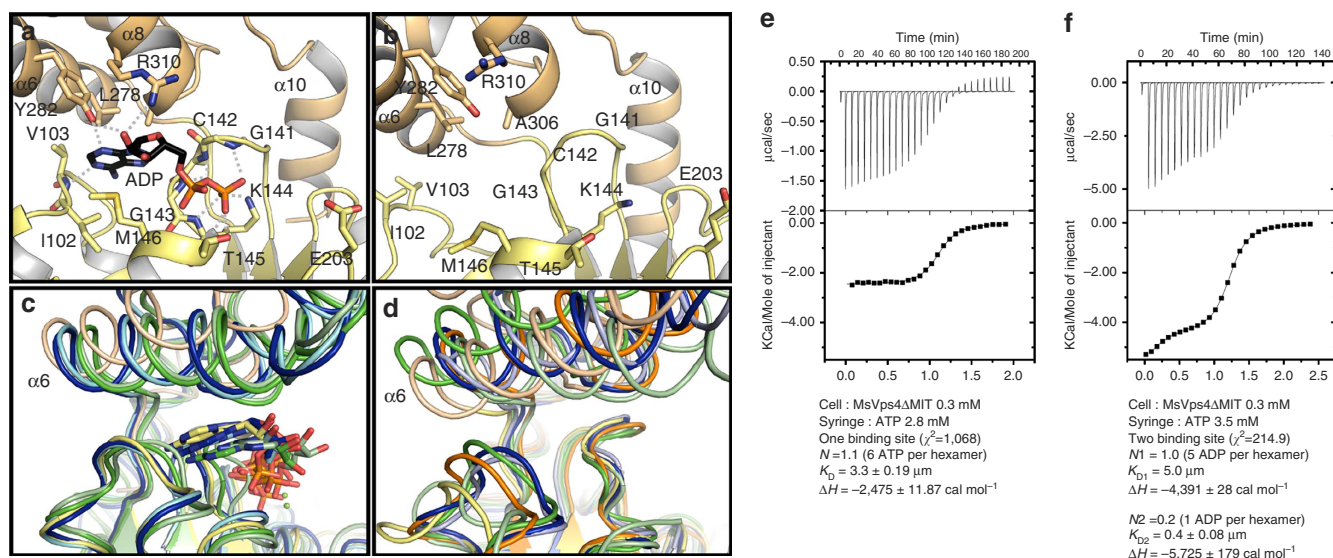 a
α8
R310
α6
Y282
L278
α10
V103
C142
G141
ADP
K144
G143
I102
M146
T145
E203
b
α8
R310
Y282
α10
α6
A306
G141
L278
C142
V103
G143
K144
E203
I102
M146
T145
c
α6
d
α6
e
Time (min)
0 20 40 60 80 100 120 140 160 180 200
0.50
0.00
−0.50
−1.00
−1.50
−2.00
µcal/sec
0.00
−2.00
−4.00
KCal/Mole of injectant
0.0 0.5 1.0 1.5 2.0
Cell : MsVps4ΔMIT 0.3 mM
Syringe : ATP 2.8 mM
One binding site (χ²=1,068)
N =1.1 (6 ATP per hexamer)
K_D = 3.3 ± 0.19 µm
ΔH = −2,475 ± 11.87 cal mol⁻¹
f
Time (min)
0 20 40 60 80 100 120 140
0.00
−2.50
−5.00
µcal/sec
0.00
−2.00
−4.00
KCal/Mole of injectant
0.0 0.5 1.0 1.5 2.0 2.5
Cell : MsVps4ΔMIT 0.3 mM
Syringe : ATP 3.5 mM
Two binding site (χ²=214.9)
N1 = 1.0 (5 ADP per hexamer)
K_D1 = 5.0 µm
ΔH = −4,391 ± 28 cal mol⁻¹
N2 =0.2 (1 ADP per hexamer)
K_D2 = 0.4 ± 0.08 µm
ΔH = −5.725 ± 179 cal mol⁻¹